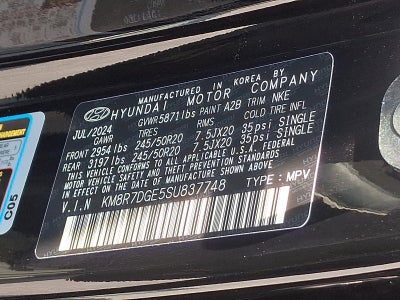 MANUFACTURED IN KOREA BY
HYUNDAI MOTOR COMPANY
JUL/2024 GVWR 5871lbs PAINT A2B TRIM NKE
GAWR TIRES RIMS COLD TIRE INFL
FRONT 2954 lbs 245/50R20 7.5JX20 35psi SINGLE
REAR 3197 lbs 245/50R20 7.5JX20 35psi SINGLE
THIS VEHICLE CONFORMS TO ALL APPLICABLE U.S.A. FEDERAL
MOTOR VEHICLE SAFETY AND THEFT PREVENTION STANDARDS
IN EFFECT ON THE DATE OF MANUFACTURE SHOWN ABOVE.
V.I.N KM8R7DGE5SU837748 TYPE: MPV
C05